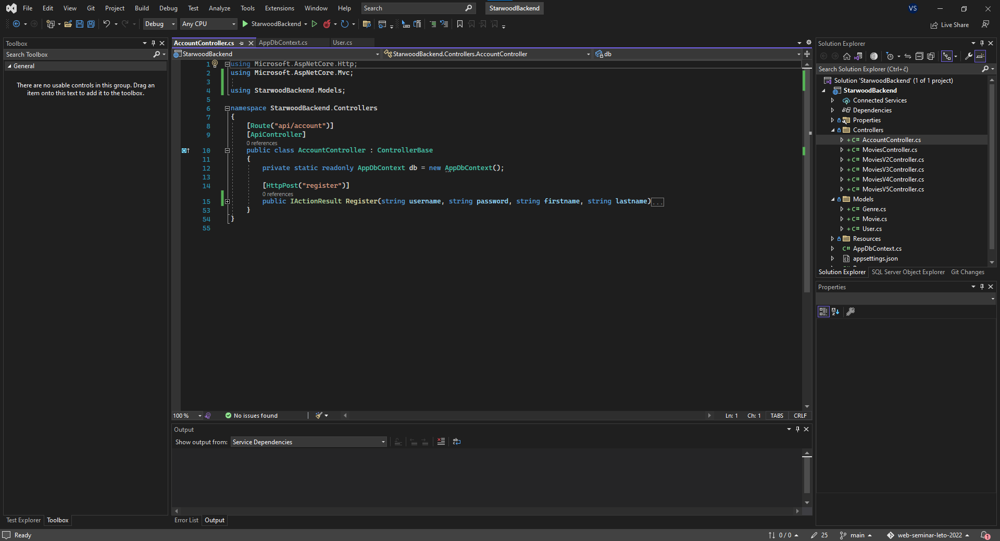 File Edit View Git Project Build Debug Test Analyze Tools Extensions Window Help Search StarwoodBackend VS
Debug Any CPU StarwoodBackend Live Share
Toolbox
Search Toolbox
General
There are no usable controls in this group. Drag an
item onto this text to add it to the toolbox.
Test Explorer Toolbox
AccountController.cs AppDbContext.cs User.cs
StarwoodBackend StarwoodBackend.Controllers.AccountController db
1 using Microsoft.AspNetCore.Http;
2 using Microsoft.AspNetCore.Mvc;
3
4 using StarwoodBackend.Models;
5
6 namespace StarwoodBackend.Controllers
7 {
8 [Route("api/account")]
9 [ApiController]
0 references
10 public class AccountController : ControllerBase
11 {
12 private static readonly AppDbContext db = new AppDbContext();
13
14 [HttpPost("register")]
0 references
15 public IActionResult Register(string username, string password, string firstname, string lastname)...
53 }
54 }
55
100 % No issues found Ln: 1 Ch: 1 TABS CRLF
Output
Show output from: Service Dependencies
Error List Output
Solution Explorer
Search Solution Explorer (Ctrl+č)
Solution 'StarwoodBackend' (1 of 1 project)
StarwoodBackend
Connected Services
Dependencies
Properties
Controllers
C# AccountController.cs
C# MoviesController.cs
C# MoviesV2Controller.cs
C# MoviesV3Controller.cs
C# MoviesV4Controller.cs
C# MoviesV5Controller.cs
Models
C# Genre.cs
C# Movie.cs
C# User.cs
Resources
C# AppDbContext.cs
appsettings.json
Solution Explorer SQL Server Object Explorer Git Changes
Properties
Ready 0 / 0 25 main web-seminar-leto-2022 1